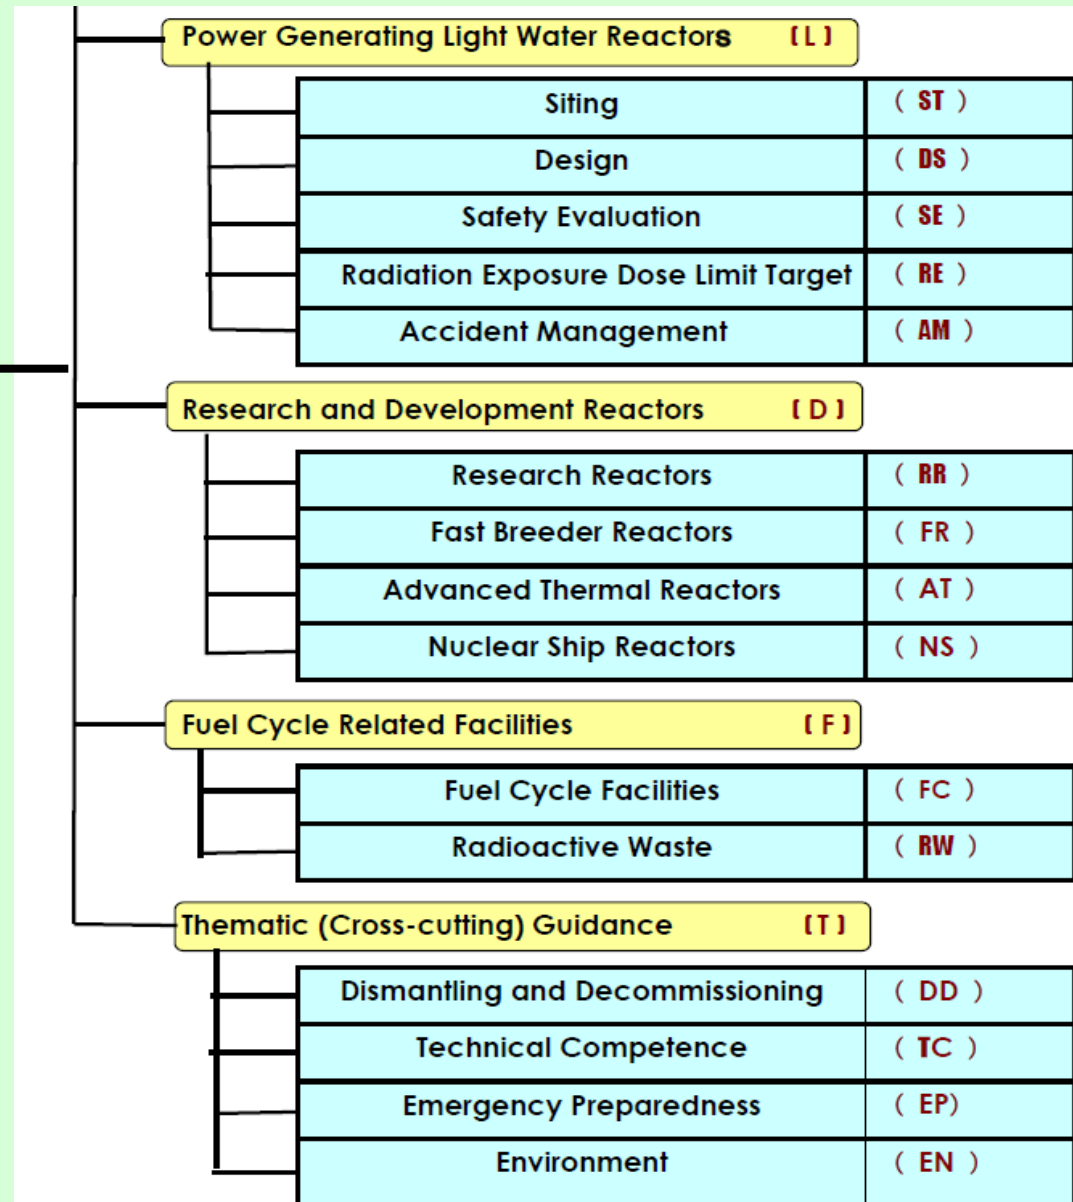 Power Generating Light Water Reactors [L]
Siting ( ST )
Design ( DS )
Safety Evaluation ( SE )
Radiation Exposure Dose Limit Target ( RE )
Accident Management ( AM )
Research and Development Reactors [D]
Research Reactors ( RR )
Fast Breeder Reactors ( FR )
Advanced Thermal Reactors ( AT )
Nuclear Ship Reactors ( NS )
Fuel Cycle Related Facilities [F]
Fuel Cycle Facilities ( FC )
Radioactive Waste ( RW )
Thematic (Cross-cutting) Guidance [T]
Dismantling and Decommissioning ( DD )
Technical Competence ( TC )
Emergency Preparedness ( EP)
Environment ( EN )